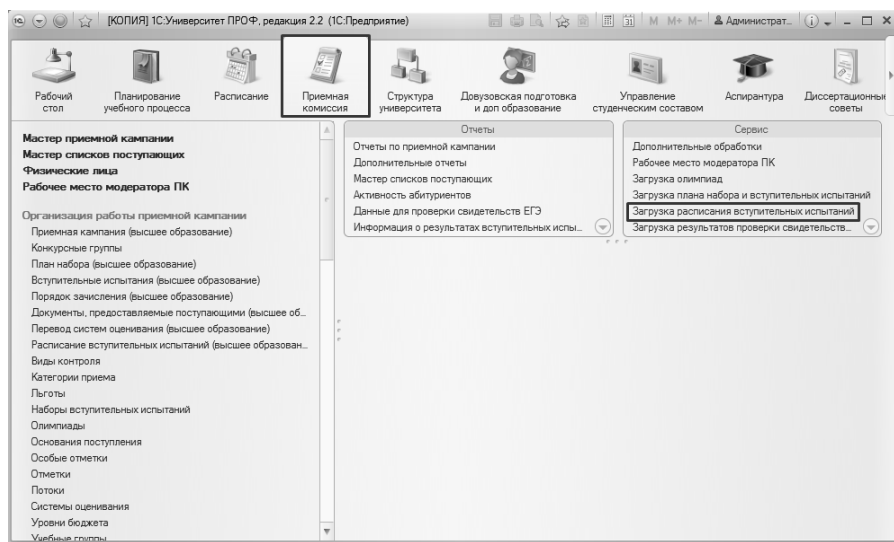 [КОПИЯ] 1С:Университет ПРОФ, редакция 2.2 (1С:Предприятие)
M M+ M- Администрат...
Рабочий стол
Планирование учебного процесса
Расписание
Приемная комиссия
Структура университета
Довузовская подготовка и доп образование
Управление студенческим составом
Аспирантура
Диссертационные советы
Мастер приемной кампании
Мастер списков поступающих
Физические лица
Рабочее место модератора ПК
Организация работы приемной кампании
Приемная кампания (высшее образование)
Конкурсные группы
План набора (высшее образование)
Вступительные испытания (высшее образование)
Порядок зачисления (высшее образование)
Документы, предоставляемые поступающими (высшее об...
Перевод систем оценивания (высшее образование)
Расписание вступительных испытаний (высшее образован...
Виды контроля
Категории приема
Льготы
Наборы вступительных испытаний
Олимпиады
Основания поступления
Особые отметки
Отметки
Потоки
Системы оценивания
Уровни бюджета
Учебные группы
Отчеты
Отчеты по приемной кампании
Дополнительные отчеты
Мастер списков поступающих
Активность абитуриентов
Данные для проверки свидетельств ЕГЭ
Информация о результатах вступительных испы...
Сервис
Дополнительные обработки
Рабочее место модератора ПК
Загрузка олимпиад
Загрузка плана набора и вступительных испытаний
Загрузка расписания вступительных испытаний
Загрузка результатов проверки свидетельств...